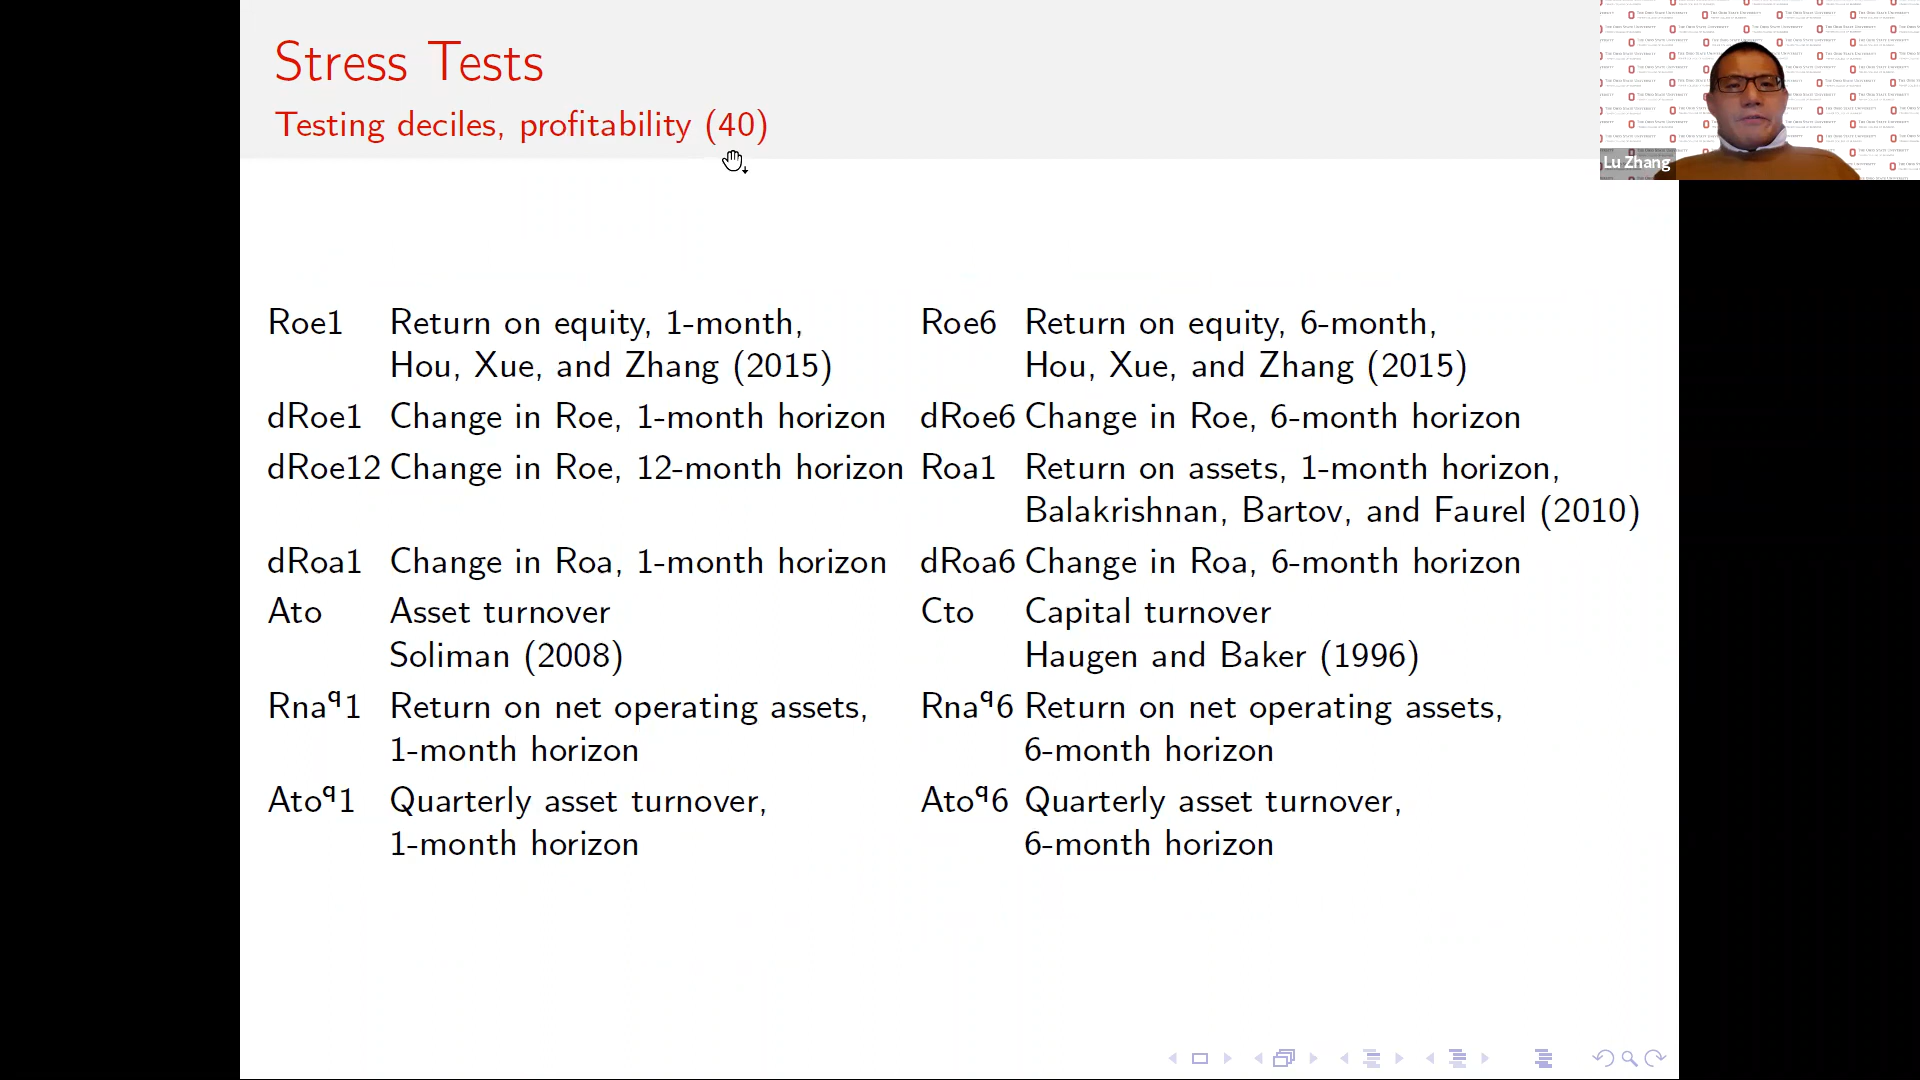 Stress Tests
Testing deciles, profitability (40)
Lu Zhang
Roe1 Return on equity, 1-month, Roe6 Return on equity, 6-month,
Hou, Xue, and Zhang (2015) Hou, Xue, and Zhang (2015)
dRoe1 Change in Roe, 1-month horizon dRoe6 Change in Roe, 6-month horizon
dRoe12 Change in Roe, 12-month horizon Roa1 Return on assets, 1-month horizon,
Balakrishnan, Bartov, and Faurel (2010)
dRoa1 Change in Roa, 1-month horizon dRoa6 Change in Roa, 6-month horizon
Ato Asset turnover Cto Capital turnover
Soliman (2008) Haugen and Baker (1996)
Rnaq1 Return on net operating assets, Rnaq6 Return on net operating assets,
1-month horizon 6-month horizon
Atoq1 Quarterly asset turnover, Atoq6 Quarterly asset turnover,
1-month horizon 6-month horizon